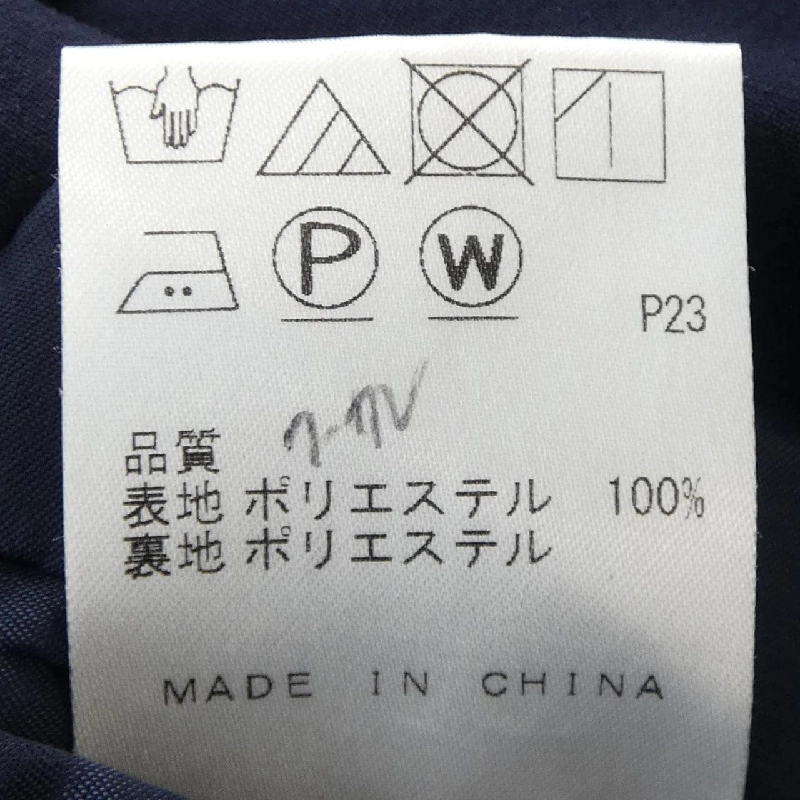 P W
P23
品質
表地 ポリエステル 100%
裏地 ポリエステル
MADE IN CHINA